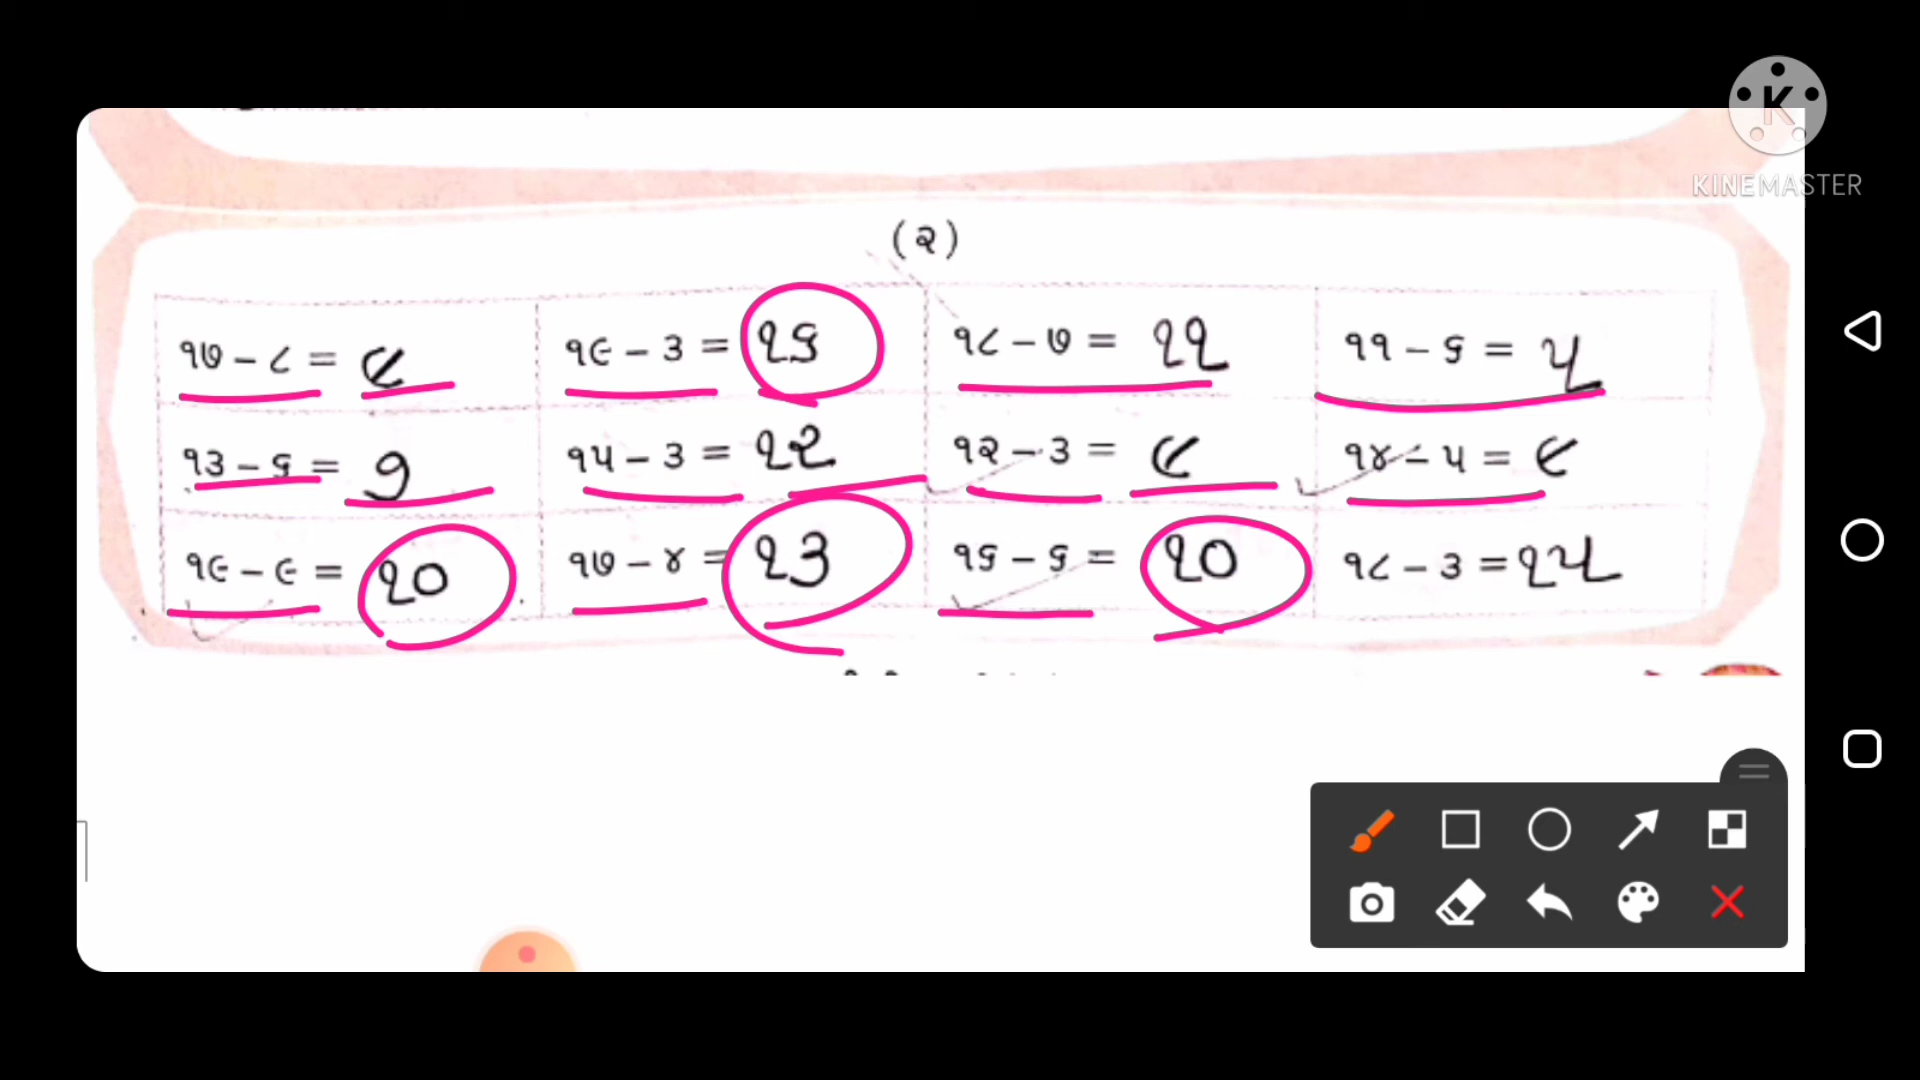 KINEMASTER
(૨)
૧૭ – ૮ = ૯ ૧૯ – ૩ = ૧૬ ૧૮ – ૭ = ૧૧ ૧૧ – ૬ = ૫
૧૩ – ૬ = ૭ ૧૫ – ૩ = ૧૨ ૧૨ – ૩ = ૯ ૧૪ – ૫ = ૯
૧૯ – ૯ = ૧૦ ૧૭ – ૪ = ૧૩ ૧૬ – ૬ = ૧૦ ૧૮ – ૩ = ૧૫